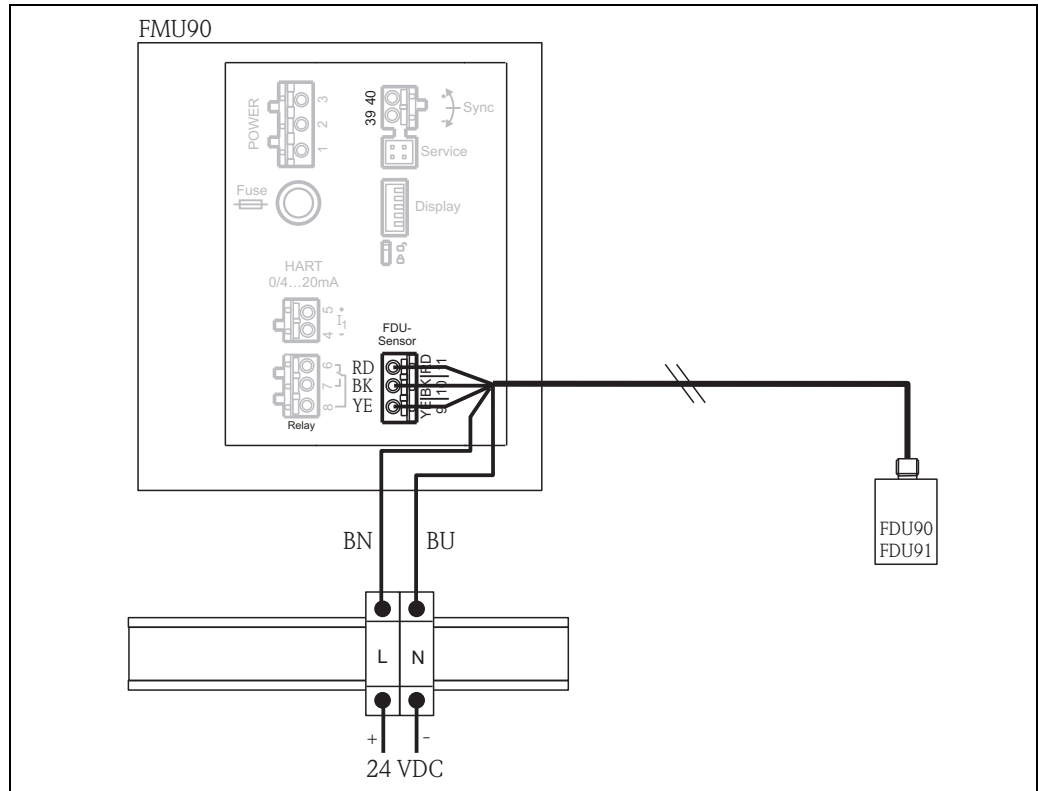 FMU90
POWER
3
2
1
39 40
Sync
Service
Fuse
Display
HART
0/4...20mA
5 +
4 -
I1
FDU-
Sensor
RD
BK
YE
YE|BK|RD
9|10|11
6
7
8
Relay
BN
BU
FDU90
FDU91
L
N
+
-
24 VDC